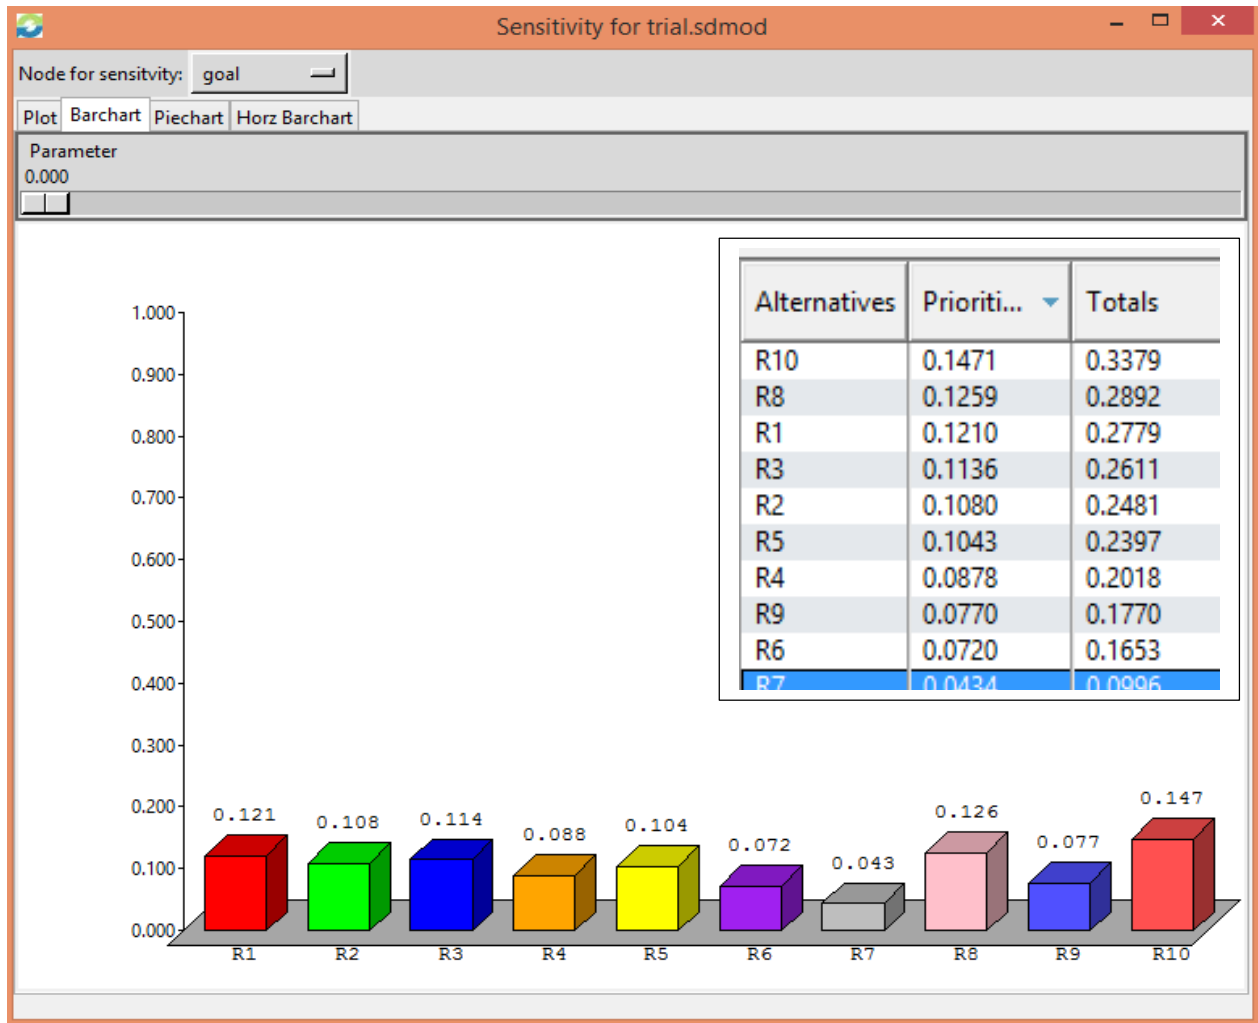 Sensitivity for trial.sdmod
Node for sensitvity: goal
Plot Barchart Piechart Horz Barchart
Parameter
0.000
Alternatives Prioriti... Totals
R10 0.1471 0.3379
R8 0.1259 0.2892
R1 0.1210 0.2779
R3 0.1136 0.2611
R2 0.1080 0.2481
R5 0.1043 0.2397
R4 0.0878 0.2018
R9 0.0770 0.1770
R6 0.0720 0.1653
R7 0.0434 0.0996
1.000
0.900
0.800
0.700
0.600
0.500
0.400
0.300
0.200
0.100
0.000
0.121 0.108 0.114 0.088 0.104 0.072 0.043 0.126 0.077 0.147
R1 R2 R3 R4 R5 R6 R7 R8 R9 R10